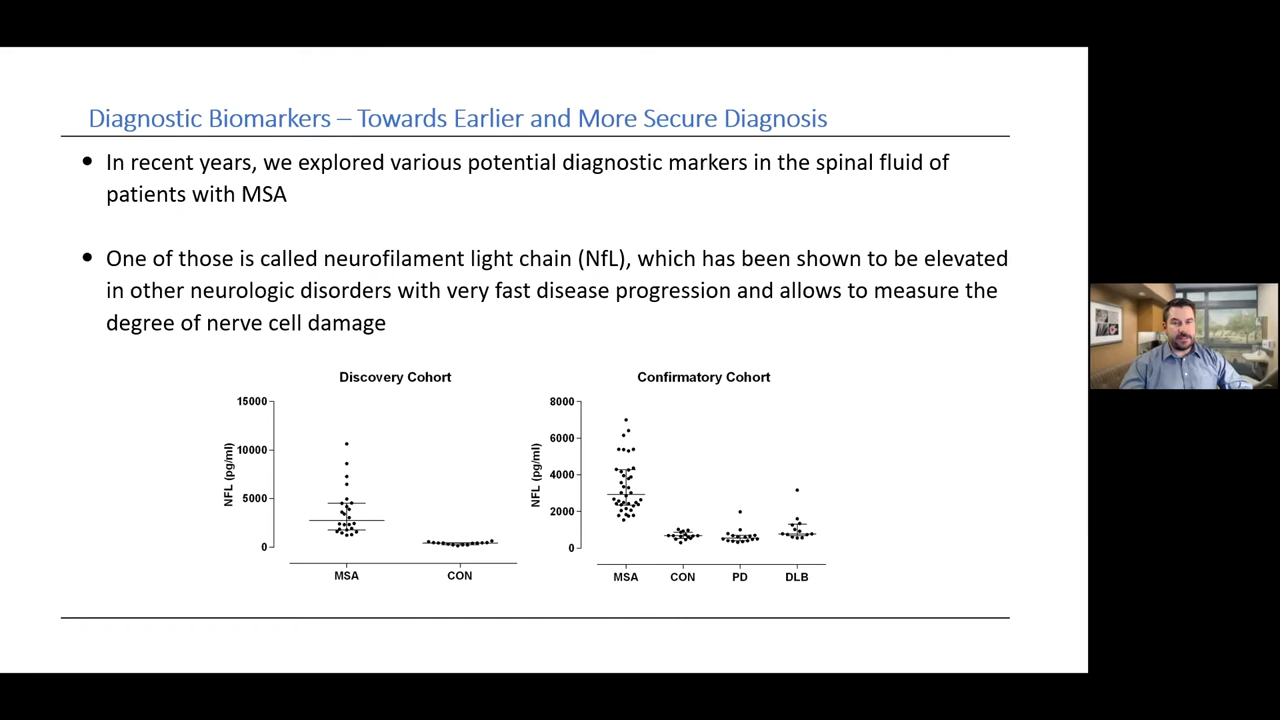 Diagnostic Biomarkers – Towards Earlier and More Secure Diagnosis
• In recent years, we explored various potential diagnostic markers in the spinal fluid of
patients with MSA
• One of those is called neurofilament light chain (NfL), which has been shown to be elevated
in other neurologic disorders with very fast disease progression and allows to measure the
degree of nerve cell damage
Discovery Cohort
NFL (pg/ml)
15000
10000
5000
0
MSA CON
Confirmatory Cohort
NFL (pg/ml)
8000
6000
4000
2000
0
MSA CON PD DLB